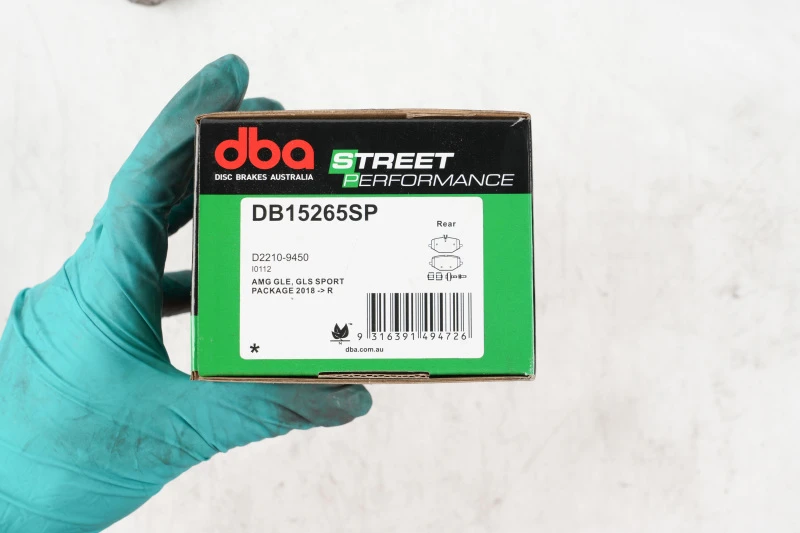 dba
DISC BRAKES AUSTRALIA
STREET
PERFORMANCE
DB15265SP
Rear
D2210-9450
I0112
AMG GLE, GLS SPORT
PACKAGE 2018 -> R
9 316391 494726
*
dba.com.au